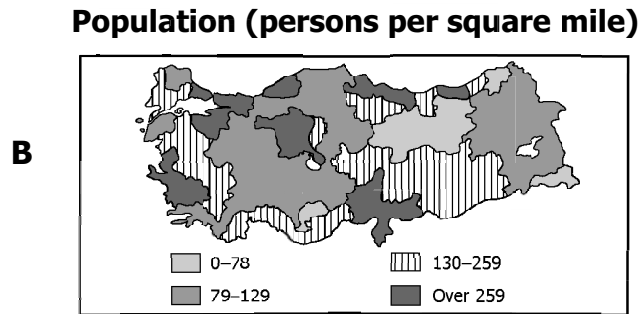 Population (persons per square mile)
B
0–78
130–259
79–129
Over 259